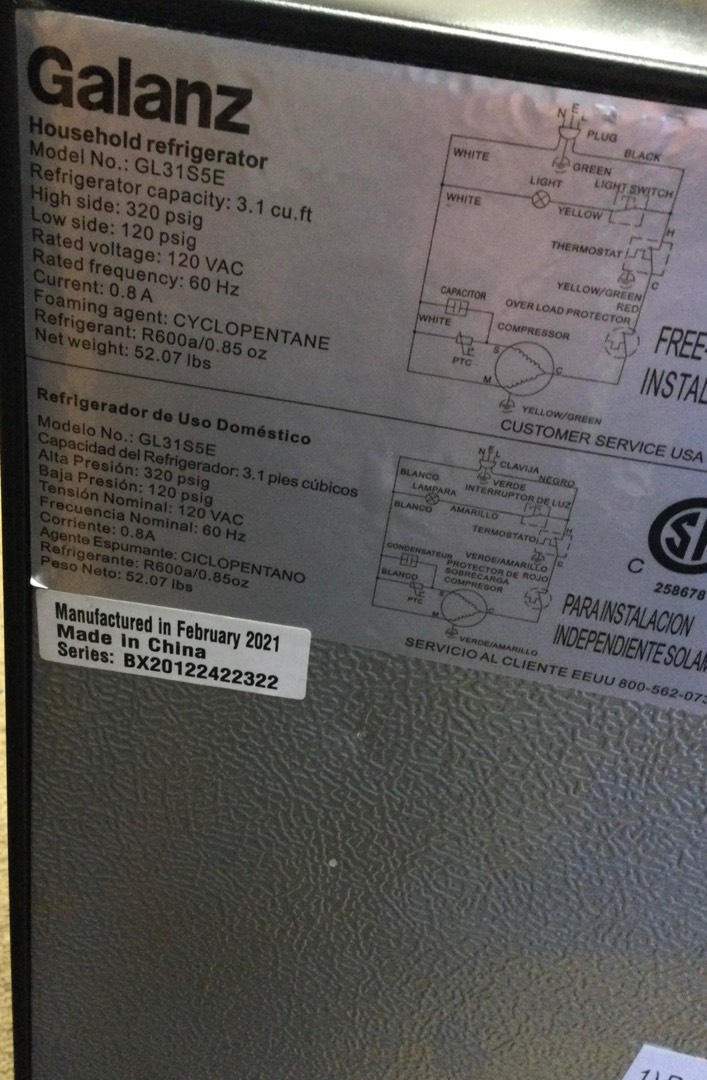 Galanz
Household refrigerator
Model No.: GL31S5E
Refrigerator capacity: 3.1 cu.ft
High side: 320 psig
Low side: 120 psig
Rated voltage: 120 VAC
Rated frequency: 60 Hz
Current: 0.8 A
Foaming agent: CYCLOPENTANE
Refrigerant: R600a/0.85 oz
Net weight: 52.07 lbs
N E L
PLUG
WHITE
BLACK
GREEN
LIGHT
LIGHT SWITCH
WHITE
YELLOW
H
THERMOSTAT
C
YELLOW/GREEN
RED
CAPACITOR
OVER LOAD PROTECTOR
WHITE
COMPRESSOR
PTC
S
M
C
YELLOW/GREEN
FREE-
INSTAL
CUSTOMER SERVICE USA
Refrigerador de Uso Doméstico
Modelo No.: GL31S5E
Capacidad del Refrigerador: 3.1 pies cúbicos
Alta Presión: 320 psig
Baja Presión: 120 psig
Tensión Nominal: 120 VAC
Frecuencia Nominal: 60 Hz
Corriente: 0.8A
Agente Espumante: CICLOPENTANO
Refrigerante: R600a/0.85oz
Peso Neto: 52.07 lbs
N E L
CLAVIJA
BLANCO
VERDE
NEGRO
LAMPARA
INTERRUPTOR DE LUZ
BLANCO
AMARILLO
H
TERMOSTATO
C
CONDENSATEUR
VERDE/AMARILLO
PROTECTOR DE ROJO
SOBRECARGA
BLANCO
COMPRESOR
PTC
S
M
C
VERDE/AMARILLO
C
258678
PARA INSTALACION
INDEPENDIENTE SOLAM
SERVICIO AL CLIENTE EEUU 800-562-073
Manufactured in February 2021
Made in China
Series: BX20122422322